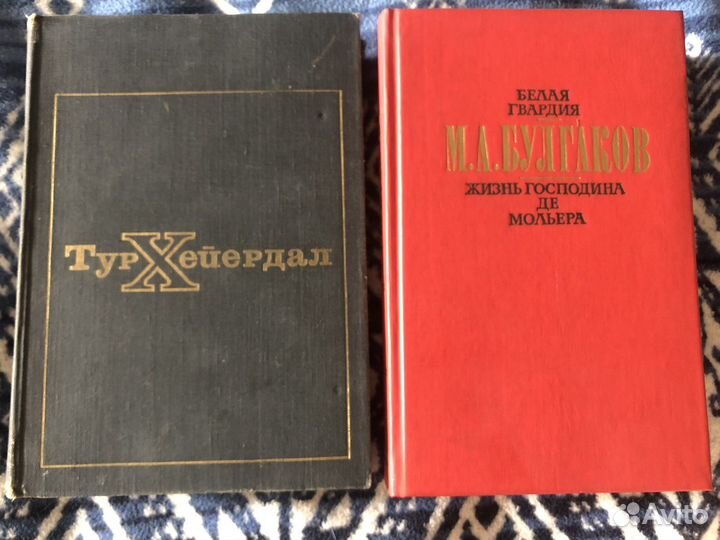 Тур Хейердал
БЕЛАЯ
ГВАРДИЯ
М.А.БУЛГАКОВ
ЖИЗНЬ ГОСПОДИНА
ДЕ
МОЛЬЕРА
Avito